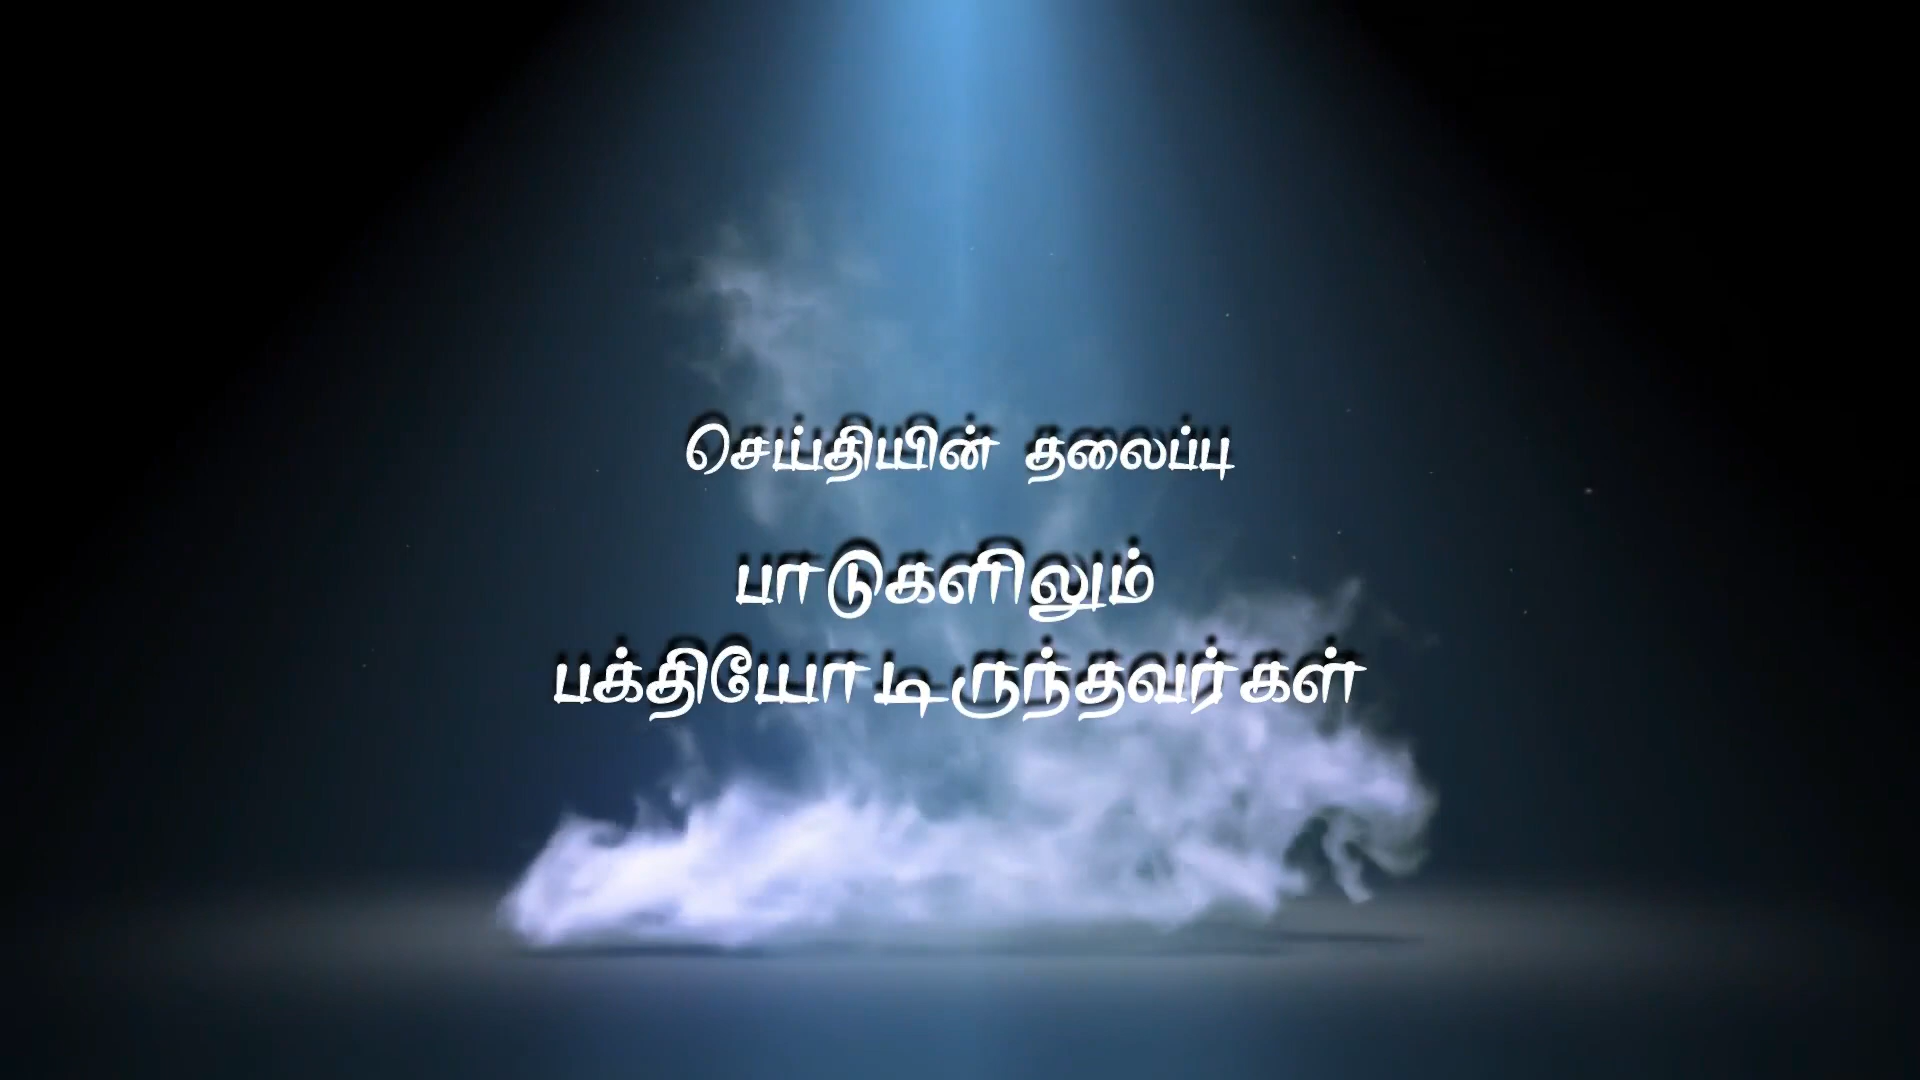 செய்தியின் தலைப்பு
பாடுகளிலும்
பக்தியோடிருந்தவர்கள்